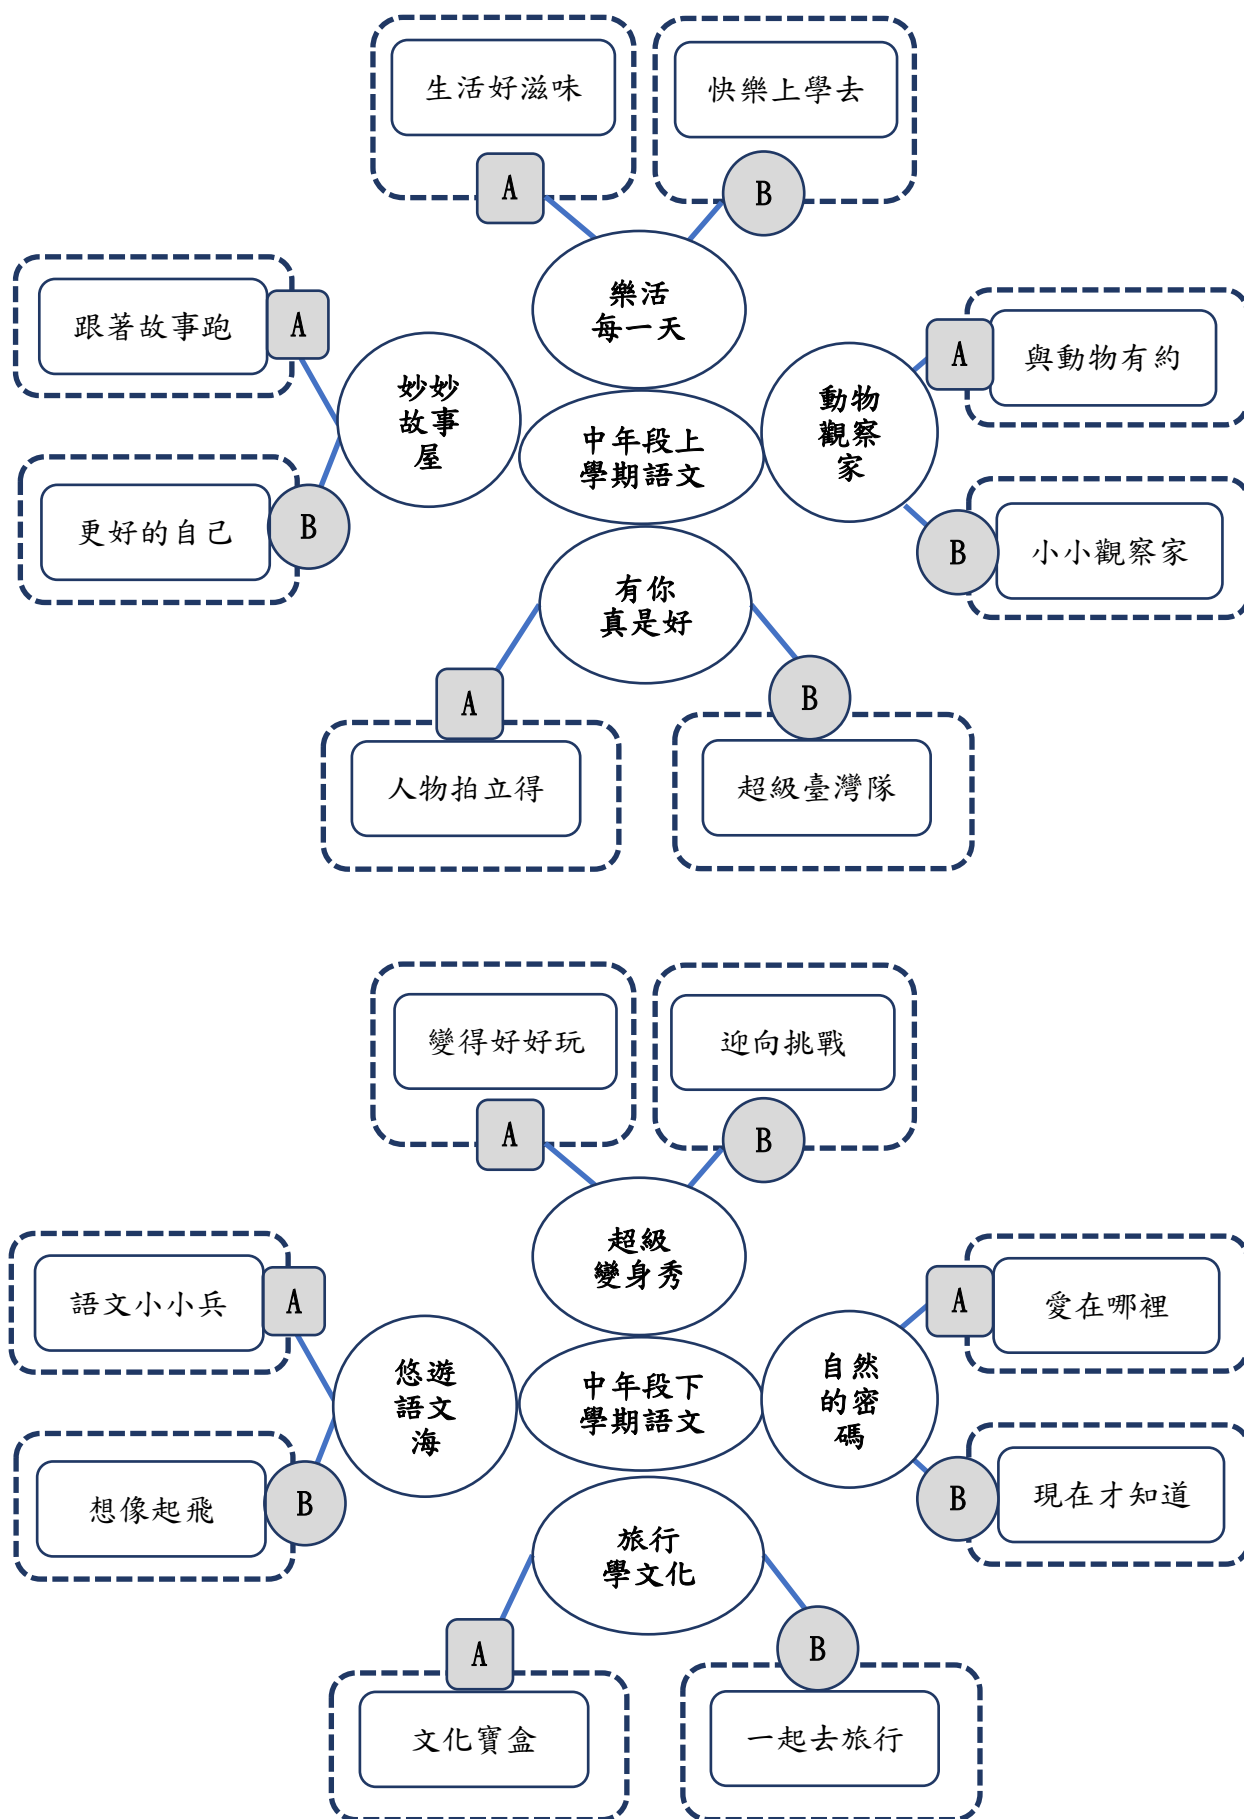 生活好滋味
快樂上學去
A
B
樂活
每一天
跟著故事跑
A
妙妙
故事
屋
更好的自己
B
中年段上
學期語文
動物
觀察
家
A
與動物有約
B
小小觀察家
有你
真是好
A
B
人物拍立得
超級臺灣隊
變得好好玩
迎向挑戰
A
B
超級
變身秀
語文小小兵
A
悠遊
語文
海
想像起飛
B
中年段下
學期語文
自然
的密
碼
A
愛在哪裡
B
現在才知道
旅行
學文化
A
B
文化寶盒
一起去旅行